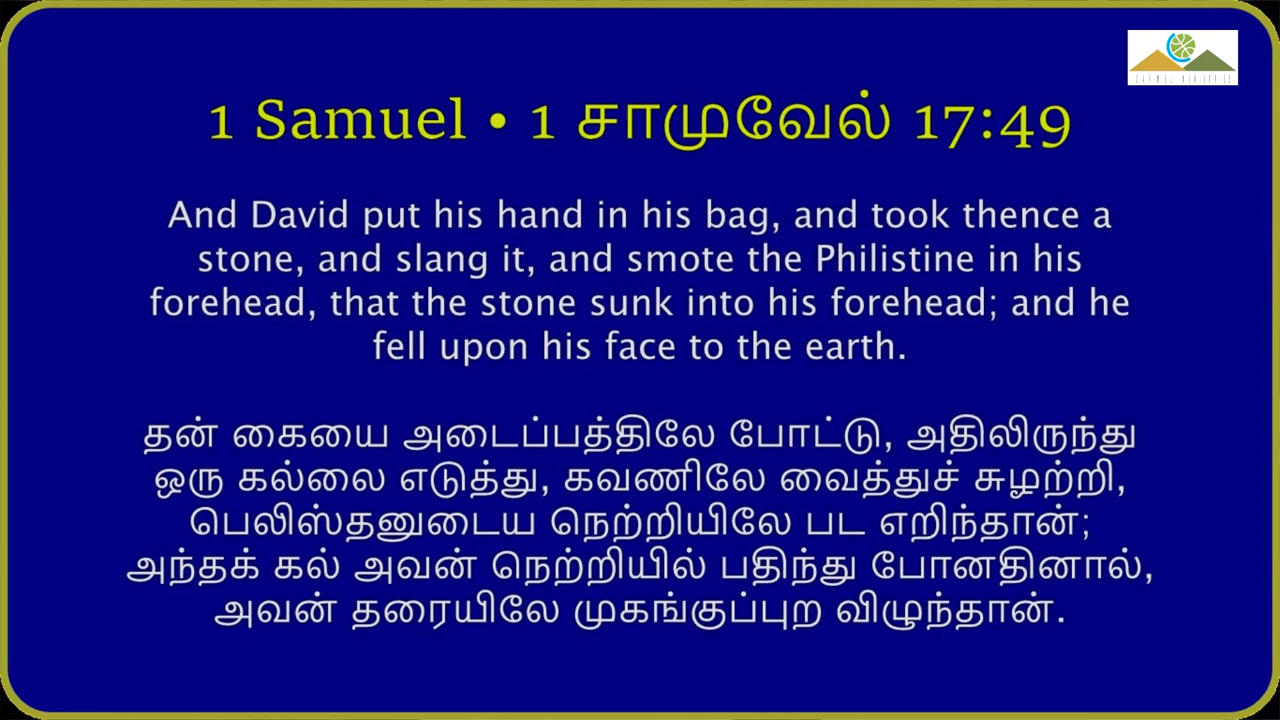 CARMEL MINISTRIES
1 Samuel • 1 சாமுவேல் 17:49
And David put his hand in his bag, and took thence a
stone, and slang it, and smote the Philistine in his
forehead, that the stone sunk into his forehead; and he
fell upon his face to the earth.
தன் கையை அடைப்பத்திலே போட்டு, அதிலிருந்து
ஒரு கல்லை எடுத்து, கவணிலே வைத்துச் சுழற்றி,
பெலிஸ்தனுடைய நெற்றியிலே பட எறிந்தான்;
அந்தக் கல் அவன் நெற்றியில் பதிந்து போனதினால்,
அவன் தரையிலே முகங்குப்புற விழுந்தான்.